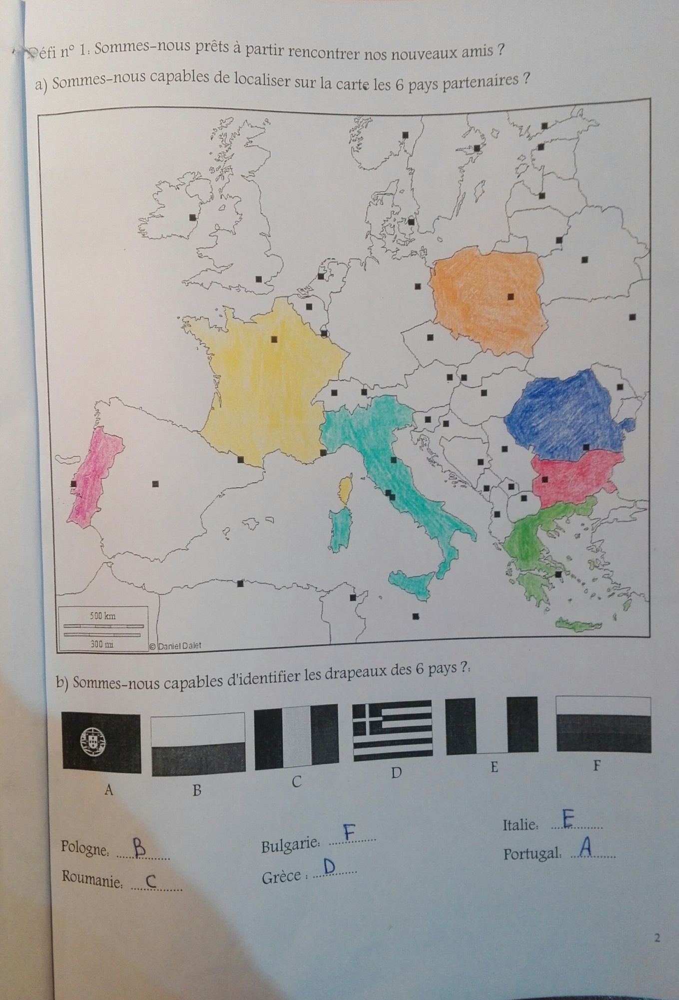 Défi n° 1: Sommes-nous prêts à partir rencontrer nos nouveaux amis ?
a) Sommes-nous capables de localiser sur la carte les 6 pays partenaires ?
500 km
300 mi
© Daniel Dalet
b) Sommes-nous capables d'identifier les drapeaux des 6 pays ?:
A B C D E F
Pologne: B Bulgarie: F Italie: E
Roumanie: C Grèce : D Portugal: A
2